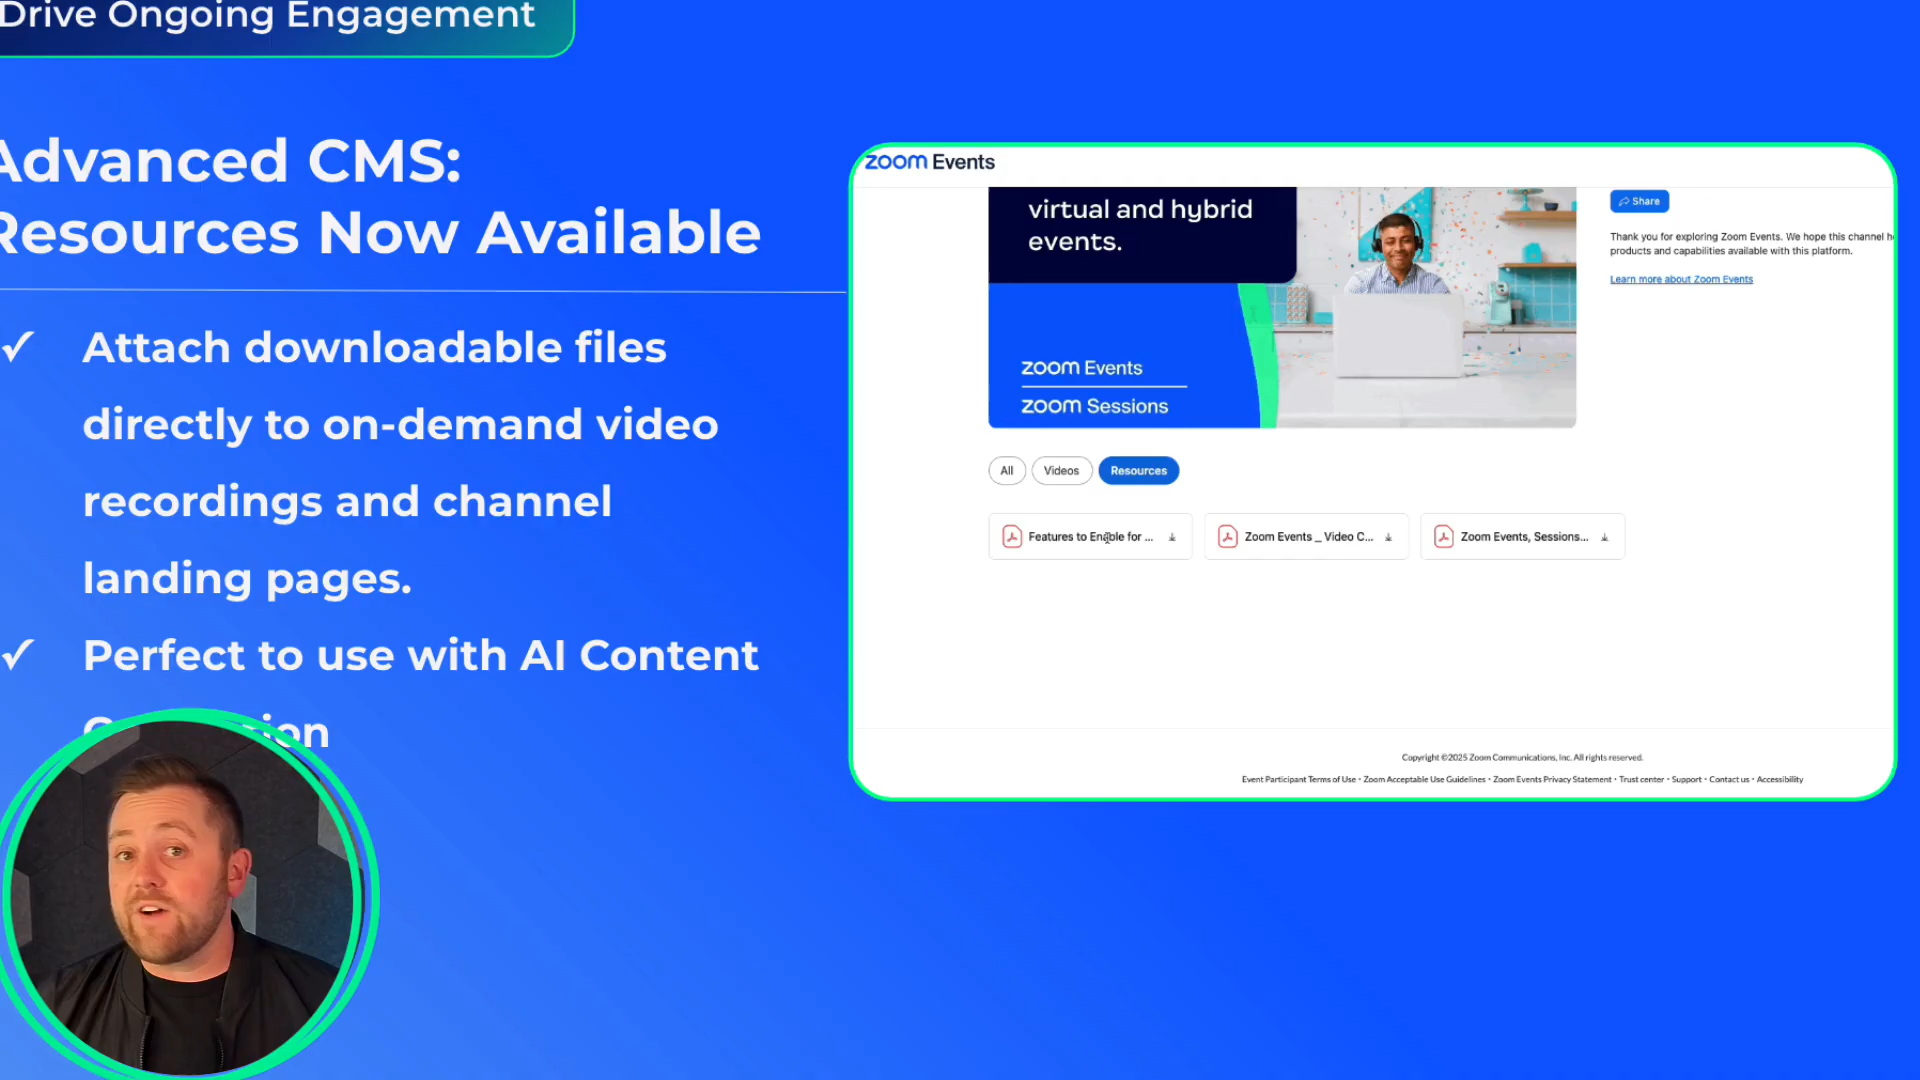 Drive Ongoing Engagement
Advanced CMS:
Resources Now Available
✓ Attach downloadable files
directly to on-demand video
recordings and channel
landing pages.
✓ Perfect to use with AI Content
zoom Events
virtual and hybrid
events.
zoom Events
zoom Sessions
Share
Thank you for exploring Zoom Events. We hope this channel
products and capabilities available with this platform.
Learn more about Zoom Events
All
Videos
Resources
Features to Enable for ...
Zoom Events _ Video C...
Zoom Events, Sessions...
Copyright ©2025 Zoom Communications, Inc. All rights reserved.
Event Participant Terms of Use • Zoom Acceptable Use Guidelines • Zoom Events Privacy Statement • Trust center • Support • Contact us • Accessibility